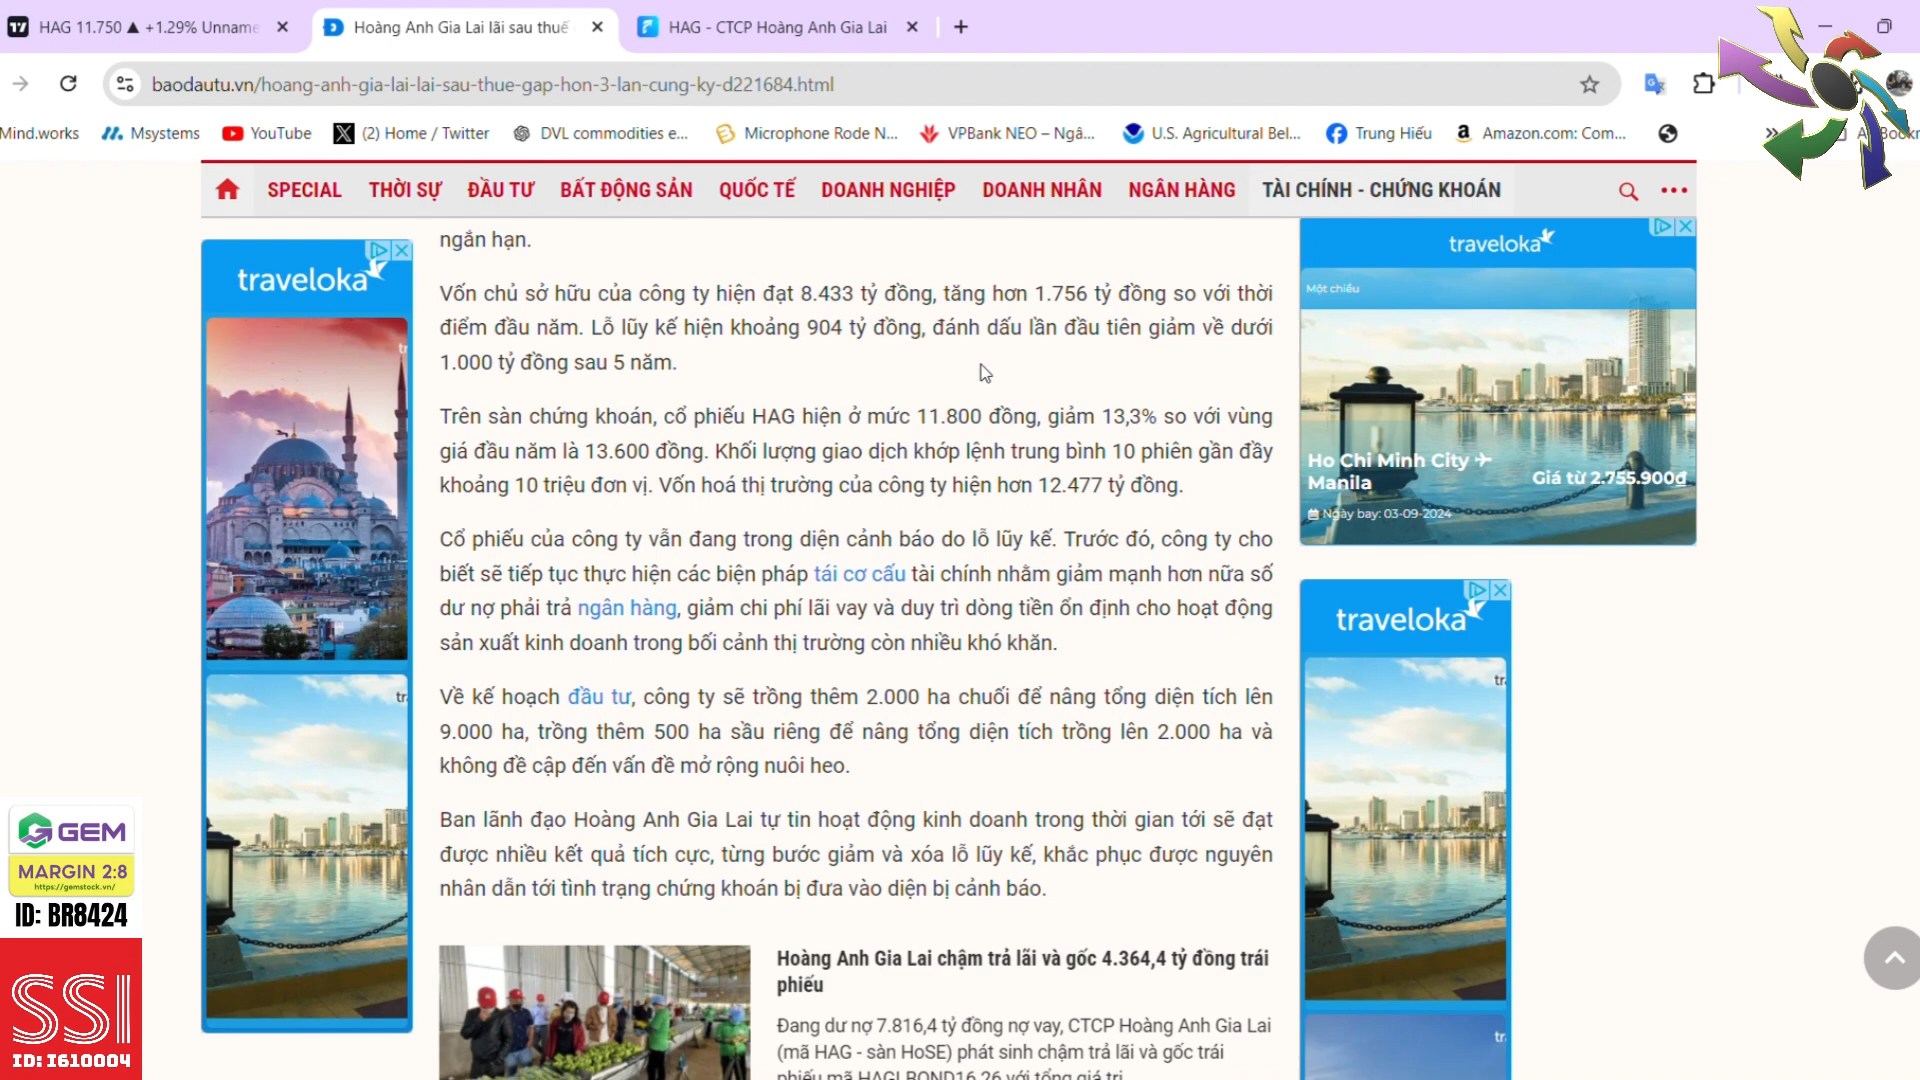 HAG 11.750 ▲ +1.29% Unname
Hoàng Anh Gia Lai lãi sau thuế
HAG - CTCP Hoàng Anh Gia Lai
baodautu.vn/hoang-anh-gia-lai-lai-sau-thue-gap-hon-3-lan-cung-ky-d221684.html
Mind.works
Msystems
YouTube
(2) Home / Twitter
DVL commodities e...
Microphone Rode N...
VPBank NEO – Ngâ...
U.S. Agricultural Bel...
Trung Hiếu
Amazon.com: Com...
SPECIAL THỜI SỰ ĐẦU TƯ BẤT ĐỘNG SẢN QUỐC TẾ DOANH NGHIỆP DOANH NHÂN NGÂN HÀNG TÀI CHÍNH - CHỨNG KHOÁN
ngắn hạn.
Vốn chủ sở hữu của công ty hiện đạt 8.433 tỷ đồng, tăng hơn 1.756 tỷ đồng so với thời
điểm đầu năm. Lỗ lũy kế hiện khoảng 904 tỷ đồng, đánh dấu lần đầu tiên giảm về dưới
1.000 tỷ đồng sau 5 năm.
Trên sàn chứng khoán, cổ phiếu HAG hiện ở mức 11.800 đồng, giảm 13,3% so với vùng
giá đầu năm là 13.600 đồng. Khối lượng giao dịch khớp lệnh trung bình 10 phiên gần đầy
khoảng 10 triệu đơn vị. Vốn hoá thị trường của công ty hiện hơn 12.477 tỷ đồng.
Cổ phiếu của công ty vẫn đang trong diện cảnh báo do lỗ lũy kế. Trước đó, công ty cho
biết sẽ tiếp tục thực hiện các biện pháp tái cơ cấu tài chính nhằm giảm mạnh hơn nữa số
dư nợ phải trả ngân hàng, giảm chi phí lãi vay và duy trì dòng tiền ổn định cho hoạt động
sản xuất kinh doanh trong bối cảnh thị trường còn nhiều khó khăn.
Về kế hoạch đầu tư, công ty sẽ trồng thêm 2.000 ha chuối để nâng tổng diện tích lên
9.000 ha, trồng thêm 500 ha sầu riêng để nâng tổng diện tích trồng lên 2.000 ha và
không đề cập đến vấn đề mở rộng nuôi heo.
Ban lãnh đạo Hoàng Anh Gia Lai tự tin hoạt động kinh doanh trong thời gian tới sẽ đạt
được nhiều kết quả tích cực, từng bước giảm và xóa lỗ lũy kế, khắc phục được nguyên
nhân dẫn tới tình trạng chứng khoán bị đưa vào diện bị cảnh báo.
Hoàng Anh Gia Lai chậm trả lãi và gốc 4.364,4 tỷ đồng trái
phiếu
Đang dư nợ 7.816,4 tỷ đồng nợ vay, CTCP Hoàng Anh Gia Lai
(mã HAG - sàn HoSE) phát sinh chậm trả lãi và gốc trái
phiếu mã HAGLBOND16.26 với tổng giá trị
traveloka
tr
tr
traveloka
Một chiều
Ho Chi Minh City ✈
Manila
Giá từ 2.755.900đ
Ngày bay: 03-09-2024
traveloka
tr
tr
GEM
MARGIN 2:8
https://gemstock.vn/
ID: BR8424
SSI
ID: I610004